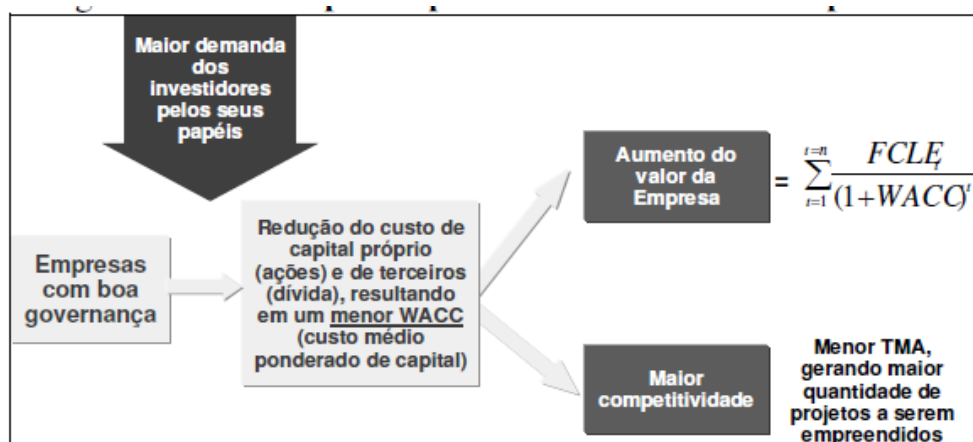 Maior demanda
dos
investidores
pelos seus
papéis
Empresas
com boa
governança
Redução do custo de
capital próprio
(ações) e de terceiros
(dívida), resultando
em um menor WACC
(custo médio
ponderado de capital)
Aumento do
valor da
Empresa
= \sum_{t=1}^{t=n} \frac{FCLE_t}{(1+WACC)^t}
Maior
competitividade
Menor TMA,
gerando maior
quantidade de
projetos a serem
empreendidos